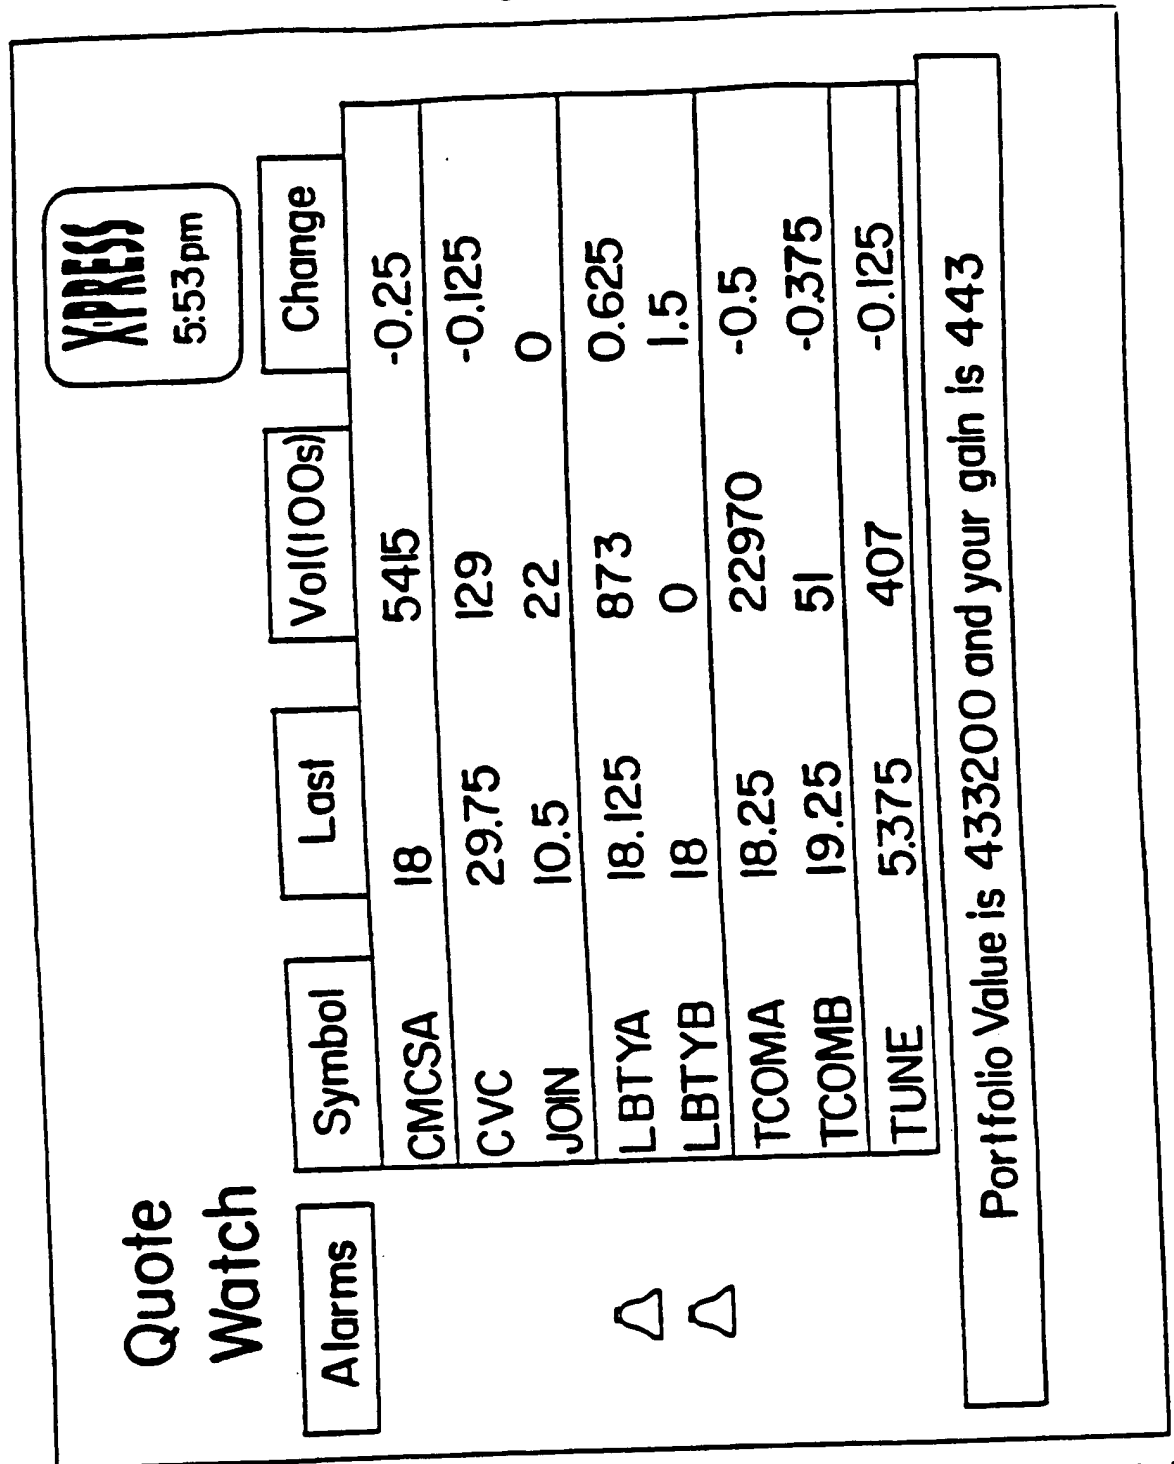 Quote
Watch
X·PRESS
5:53pm
Alarms Symbol Last Vol(100s) Change
CMCSA 18 5415 -0.25
CVC 29.75 129 -0.125
JOIN 10.5 22 0
LBTYA 18.125 873 0.625
LBTYB 18 0 1.5
TCOMA 18.25 22970 -0.5
TCOMB 19.25 51 -0.375
TUNE 5.375 407 -0.125
Portfolio Value is 433200 and your gain is 443